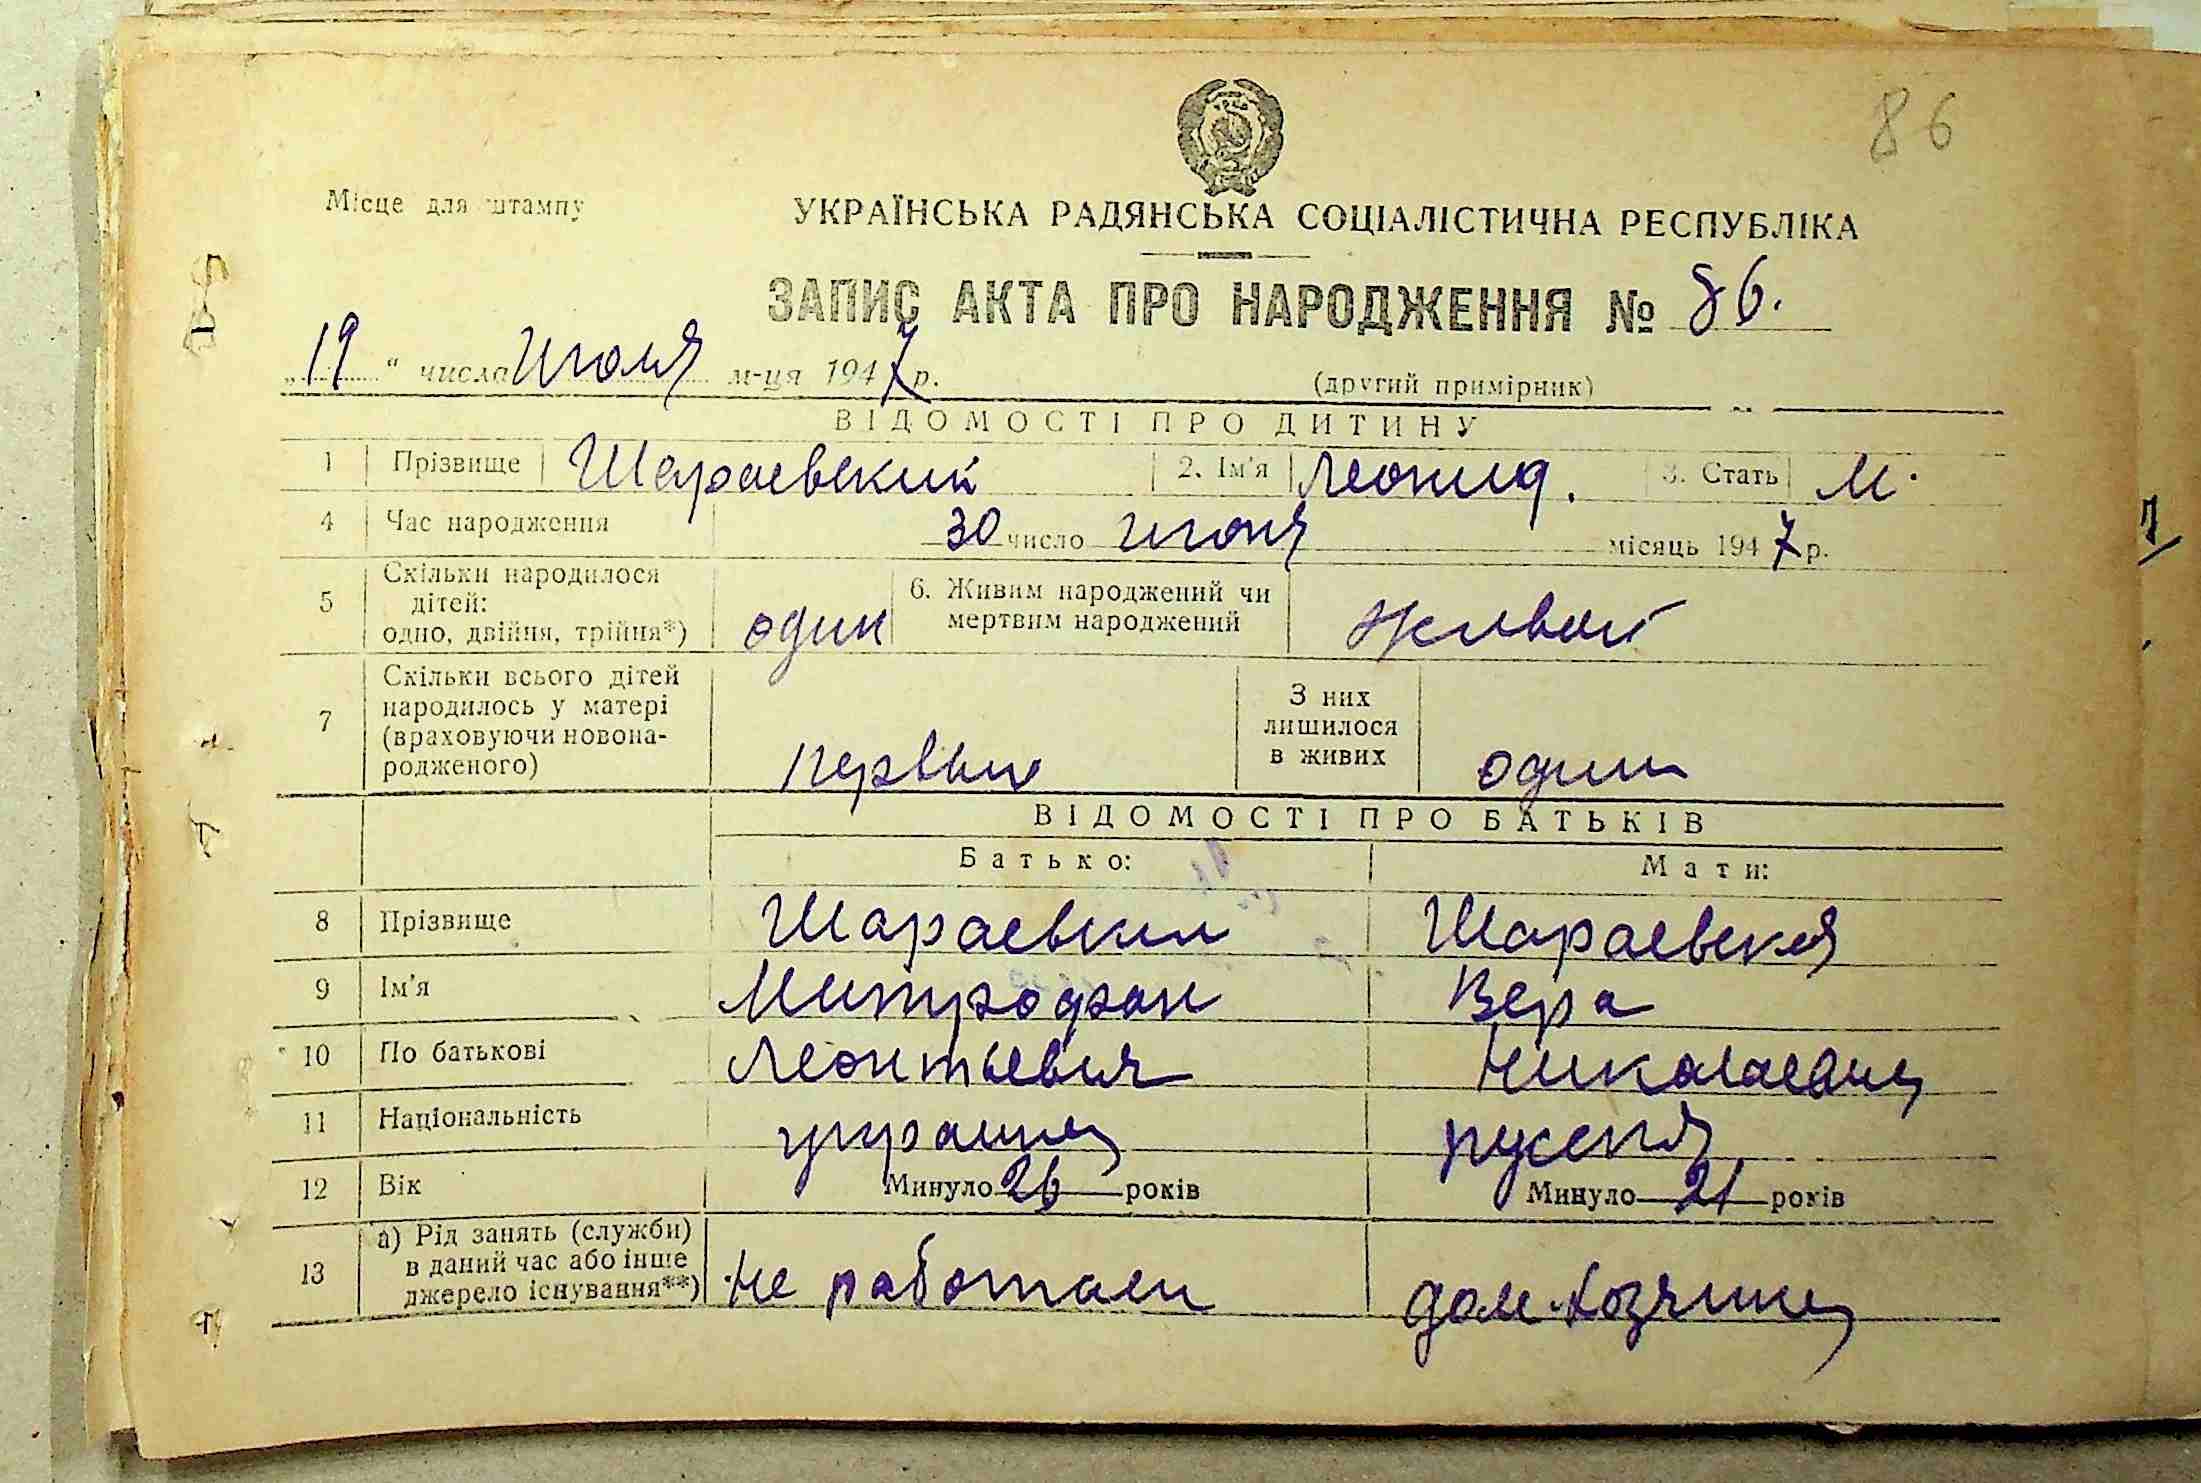 86
Місце для штампу
УКРАЇНСЬКА РАДЯНСЬКА СОЦІАЛІСТИЧНА РЕСПУБЛІКА
ЗАПИС АКТА ПРО НАРОДЖЕННЯ № 86.
„19“ числа Июля м-ця 1947 р.
(другий примірник)
ВІДОМОСТІ ПРО ДИТИНУ
1 Прізвище Шараевский 2. Ім'я Леонид. 3. Стать М.
4 Час народження 30 число Июня місяць 1947 р.
5 Скільки народилося дітей: одно, двійня, трійня*) один 6. Живим народжений чи мертвим народжений живой
7 Скільки всього дітей народилось у матері (враховуючи новонародженого) первый З них лишилося в живих один
ВІДОМОСТІ ПРО БАТЬКІВ
Батько: Мати:
8 Прізвище Шараевский Шараевская
9 Ім'я Митрофан Вера
10 По батькові Леонтьевич Николаевна
11 Національність украинец русская
12 Вік Минуло 26 років Минуло 21 років
13 а) Рід занять (служби) в даний час або інше джерело існування**) не работает дом. хозяйка